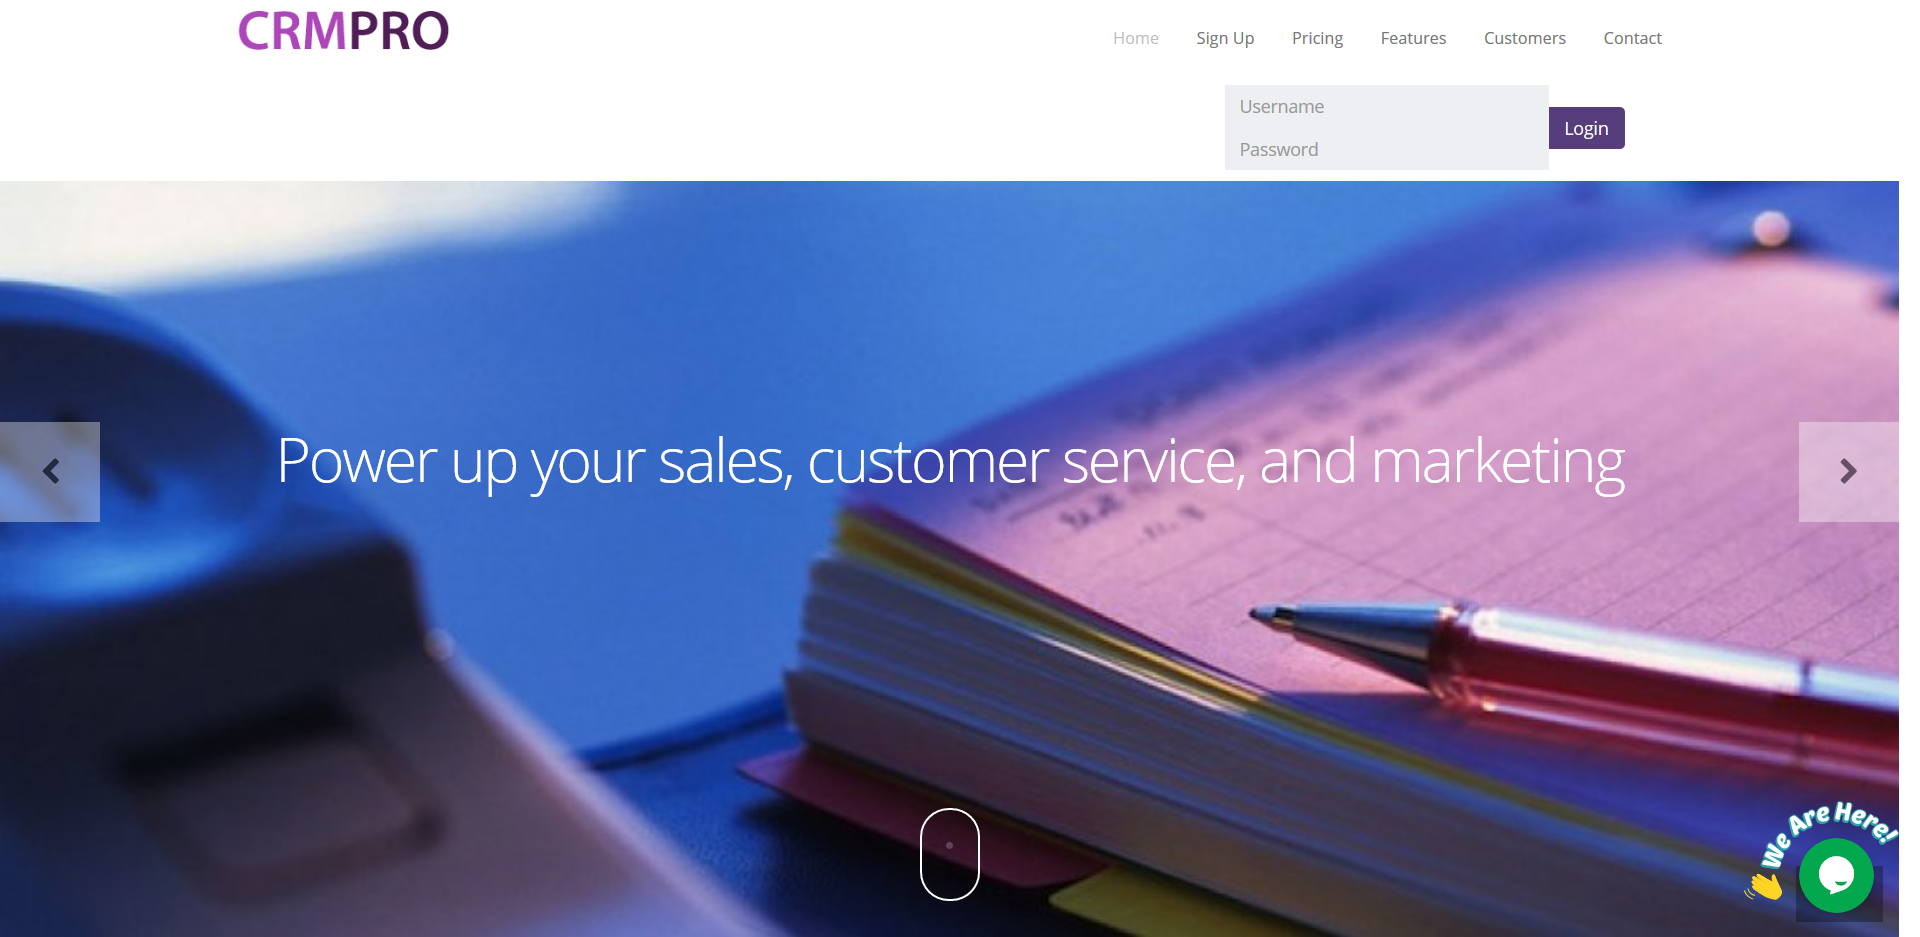 CRMPRO
Home Sign Up Pricing Features Customers Contact
Username
Login
Password
Power up your sales, customer service, and marketing
We Are Here!